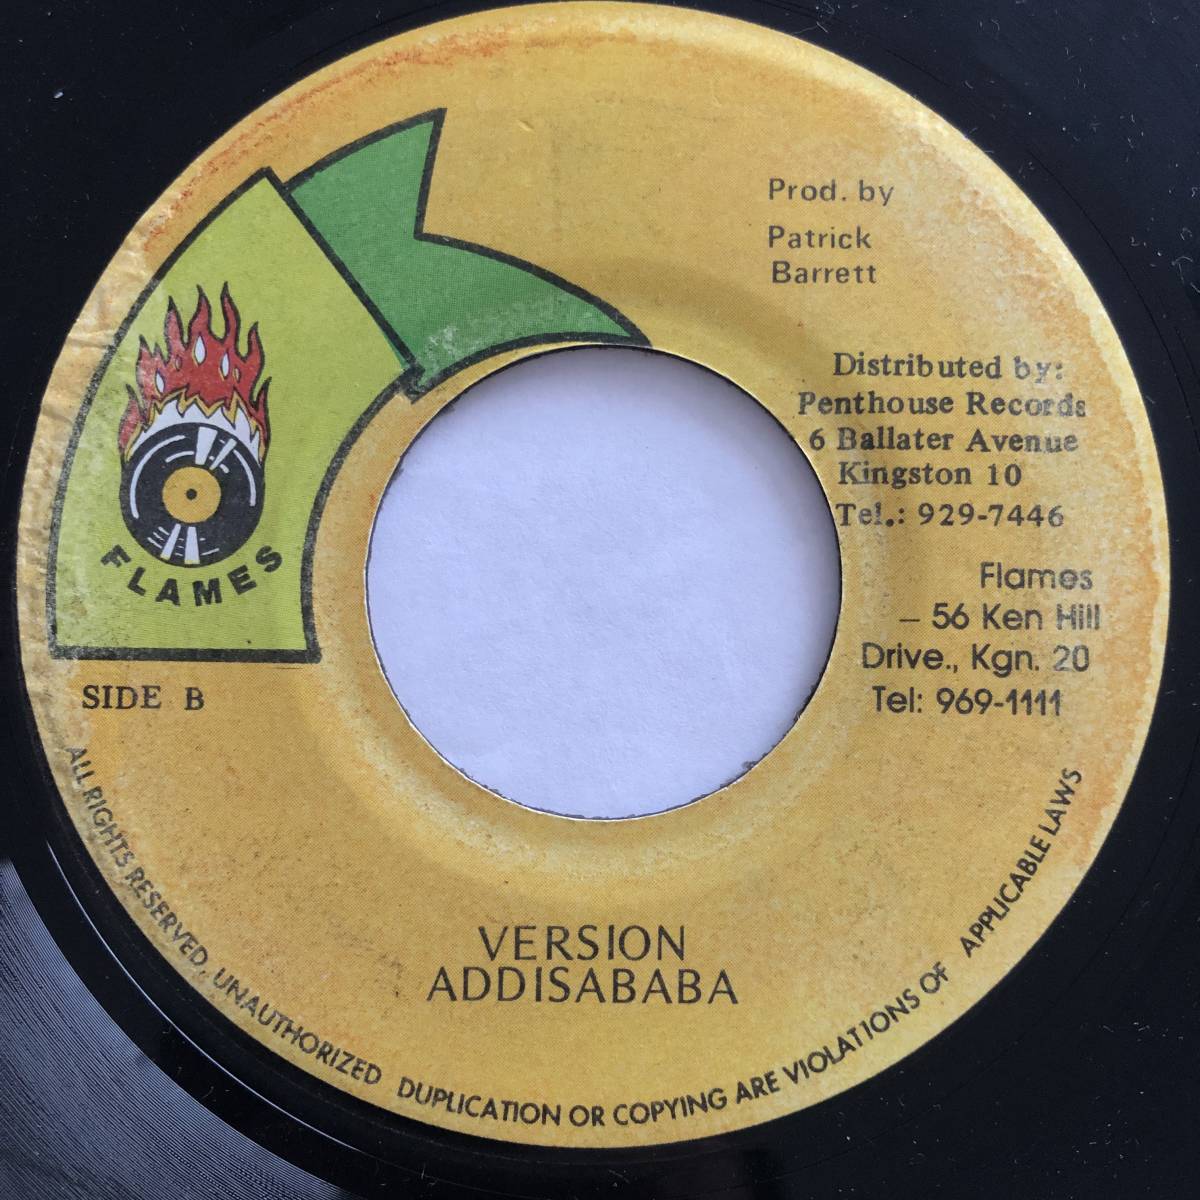 Prod. by
Patrick
Barrett
Distributed by:
Penthouse Records
6 Ballater Avenue
Kingston 10
Tel.: 929-7446
Flames
– 56 Ken Hill
Drive., Kgn. 20
Tel: 969-1111
FLAMES
SIDE B
VERSION
ADDISABABA
ALL RIGHTS RESERVED, UNAUTHORIZED DUPLICATION OR COPYING ARE VIOLATIONS OF APPLICABLE LAWS